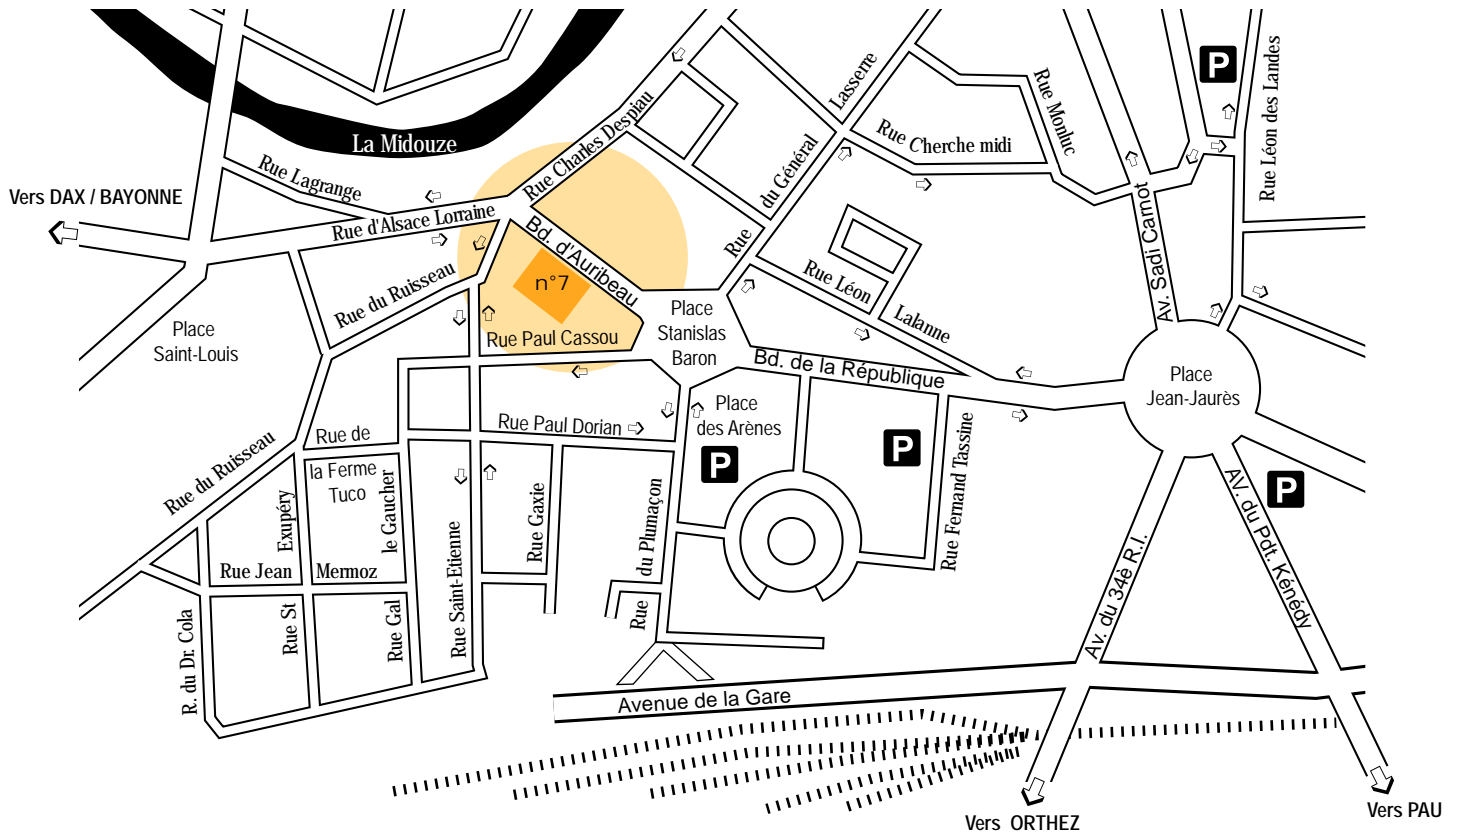 P
Rue Léon des Landes
Lasserre
Rue Monluc
Rue Charles Despiau
La Midouze
Rue Cherche midi
du Général
Rue Lagrange
Vers DAX / BAYONNE
Rue d'Alsace Lorraine
Av. Sadi Carnot
Bd. d'Auribeau
Rue
n°7
Rue du Ruisseau
Rue Léon
Lalanne
Place
Saint-Louis
Place
Stanislas
Baron
Rue Paul Cassou
Bd. de la République
Place
Jean-Jaurès
Place
des Arènes
Rue Paul Dorian
Rue de
la Ferme
Tuco
P
P
P
Rue du Ruisseau
Rue Fernand Tassine
Exupéry
le Gaucher
Rue Gaxie
du Plumaçon
Rue Saint-Etienne
Rue Jean
Mermoz
AV. du Pdt. Kénédy
Av. du 34è R.I.
R. du Dr. Cola
Rue St
Rue Gal
Rue
Avenue de la Gare
Vers ORTHEZ
Vers PAU